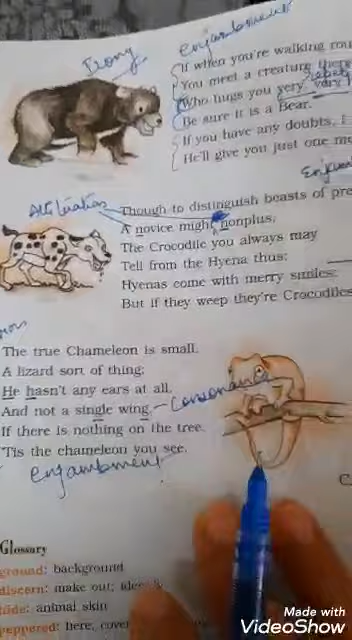 enjambment
Irony
If when you're walking rou
You meet a creature there
repeti
Who hugs you very, very
Be sure it is a Bear.
If you have any doubts, I
He'll give you just one m
Alliteration
Though to distinguish beasts of pre
A novice might nonplus,
The Crocodile you always may
Tell from the Hyena thus:
Hyenas come with merry smiles;
But if they weep they're Crocodiles
The true Chameleon is small,
A lizard sort of thing;
He hasn't any ears at all,
And not a single wing. - Consonance
If there is nothing on the tree,
'Tis the chameleon you see.
enjambment
Glossary
ground: background
discern: make out;
hide: animal skin
peppered: here, cover
Made with
VideoShow